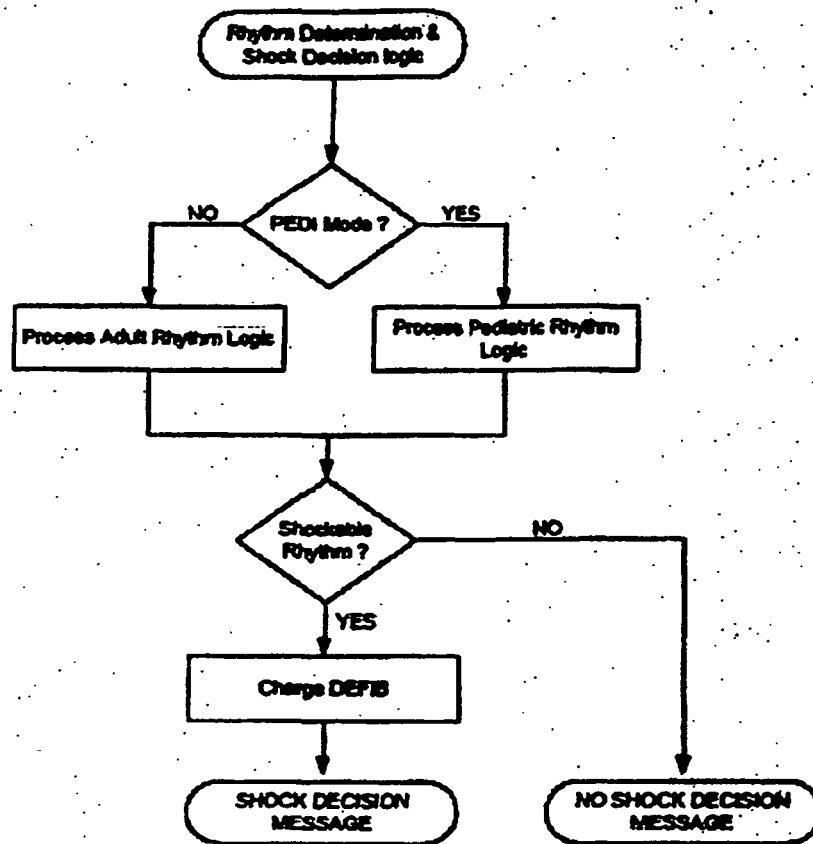 Rhythm Determination &
Shock Decision logic
PEDI Mode ?
NO
YES
Process Adult Rhythm Logic
Process Pediatric Rhythm
Logic
Shockable
Rhythm ?
NO
YES
Charge DEFIB
SHOCK DECISION
MESSAGE
NO SHOCK DECISION
MESSAGE